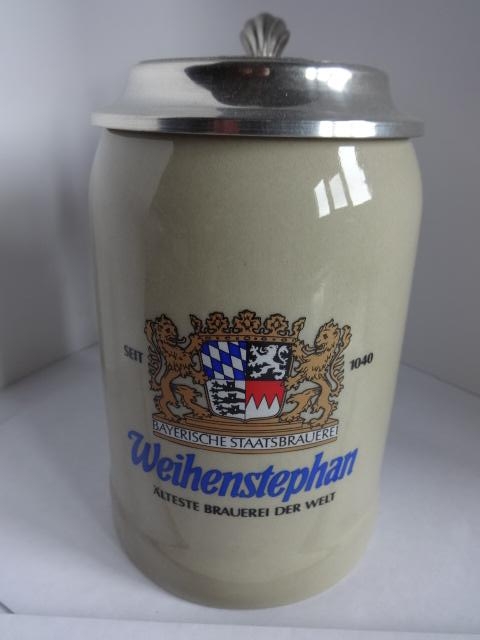 SEIT 1040
BAYERISCHE STAATSBRAUEREI
Weihenstephan
ÄLTESTE BRAUEREI DER WELT